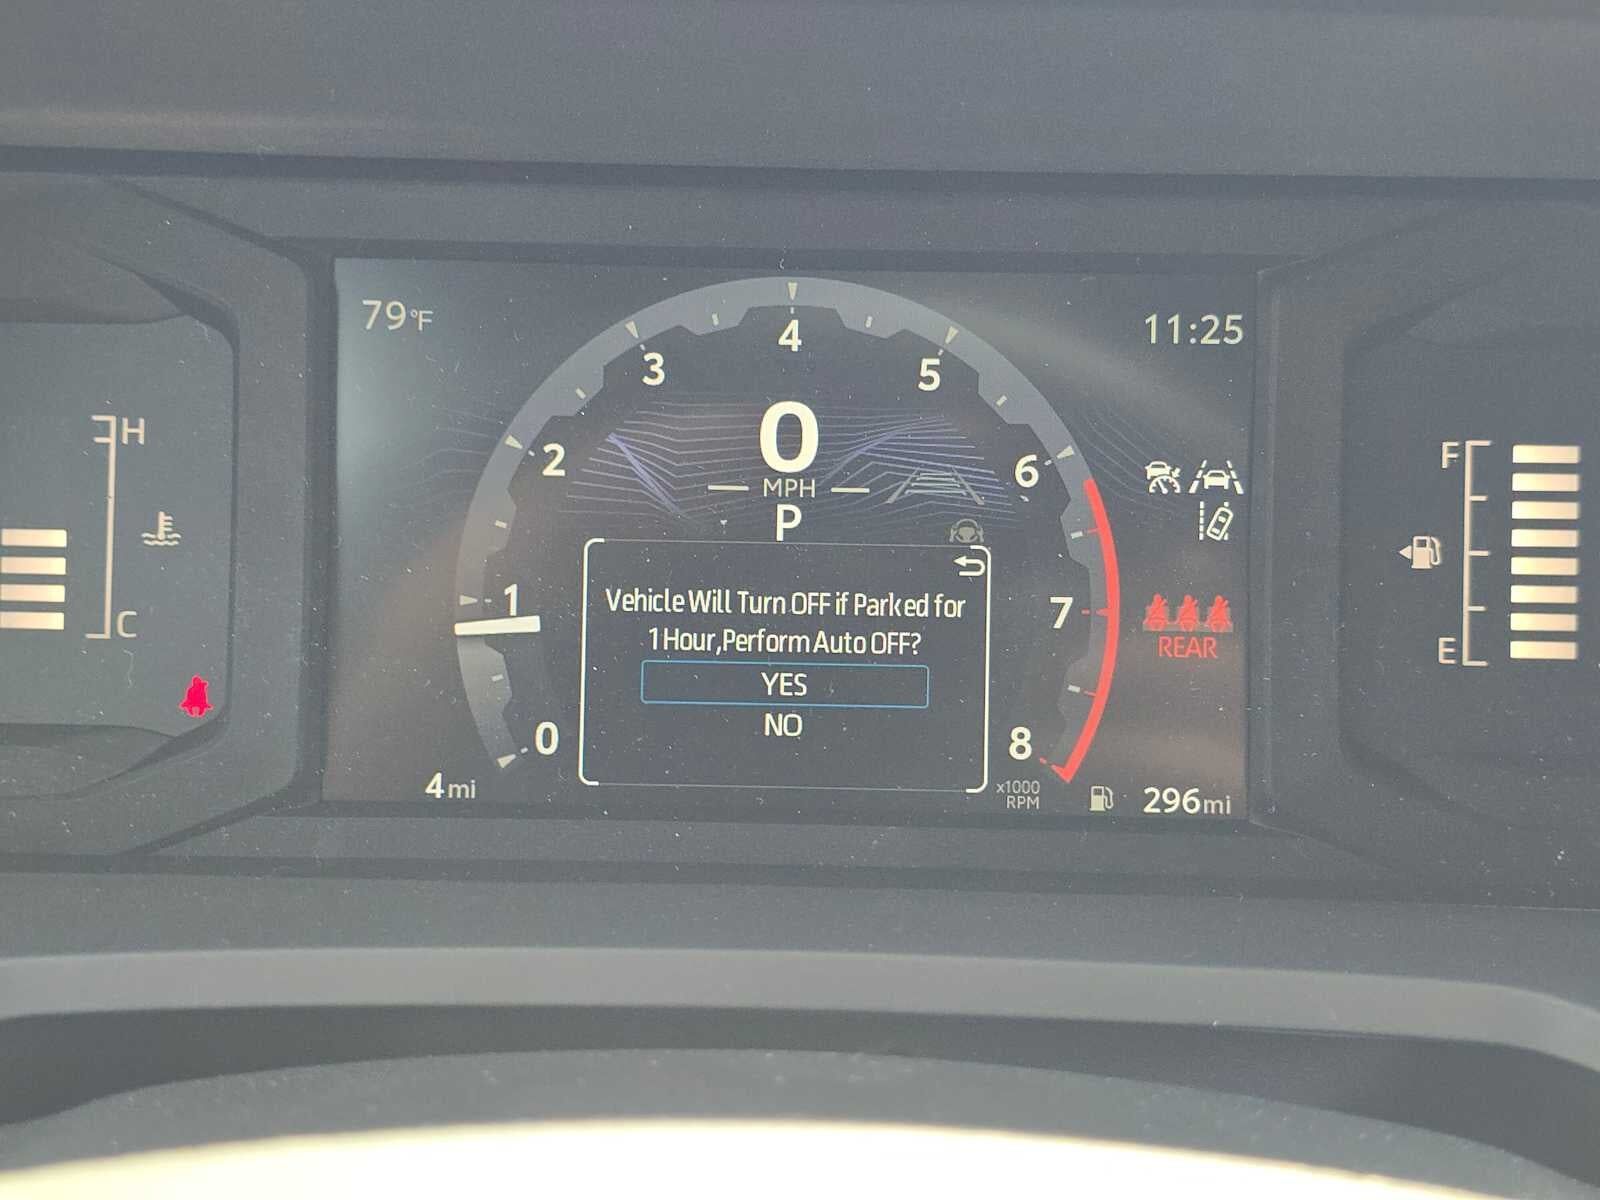 79°F
11:25
4
3
5
2
6
0
MPH
P
1
7
0
8
Vehicle Will Turn OFF if Parked for
1 Hour,Perform Auto OFF?
YES
NO
x1000
RPM
4mi
296mi
REAR
H
C
F
E